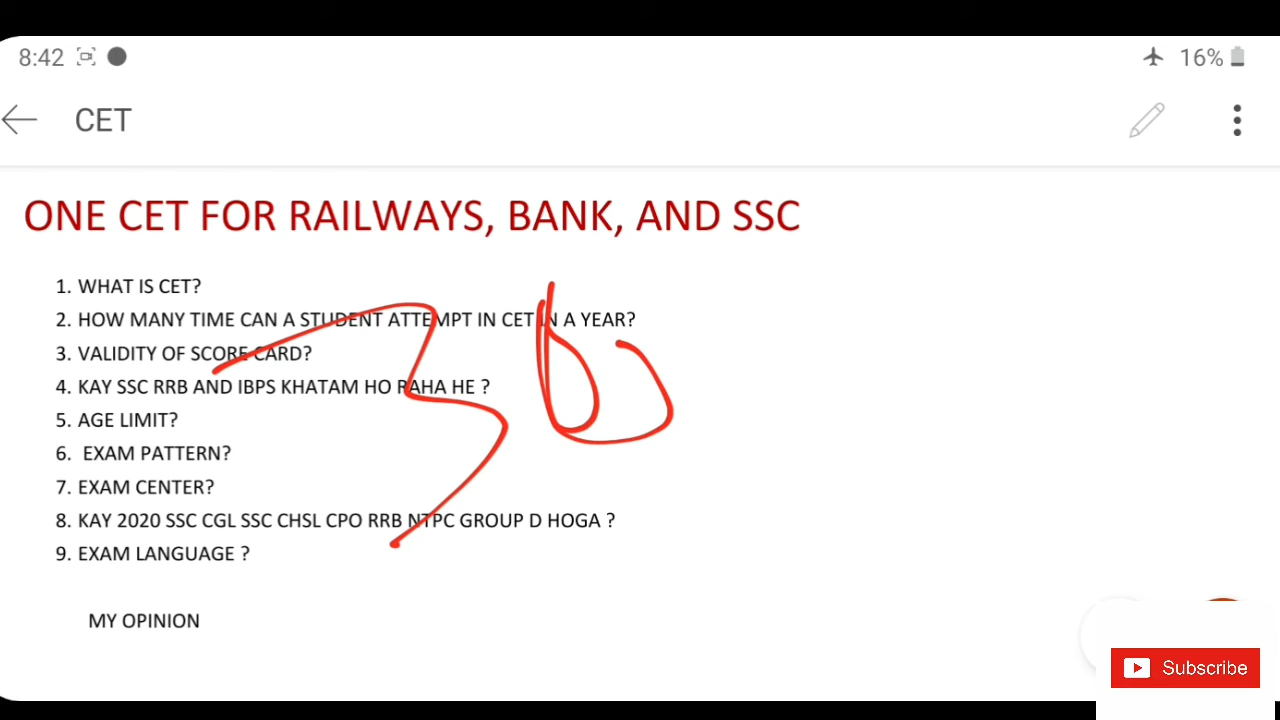 8:42 16%
CET
ONE CET FOR RAILWAYS, BANK, AND SSC
1. WHAT IS CET?
2. HOW MANY TIME CAN A STUDENT ATTEMPT IN CET IN A YEAR?
3. VALIDITY OF SCORE CARD?
4. KAY SSC RRB AND IBPS KHATAM HO RAHA HE ?
5. AGE LIMIT?
6. EXAM PATTERN?
7. EXAM CENTER?
8. KAY 2020 SSC CGL SSC CHSL CPO RRB NTPC GROUP D HOGA ?
9. EXAM LANGUAGE ?
MY OPINION
Subscribe